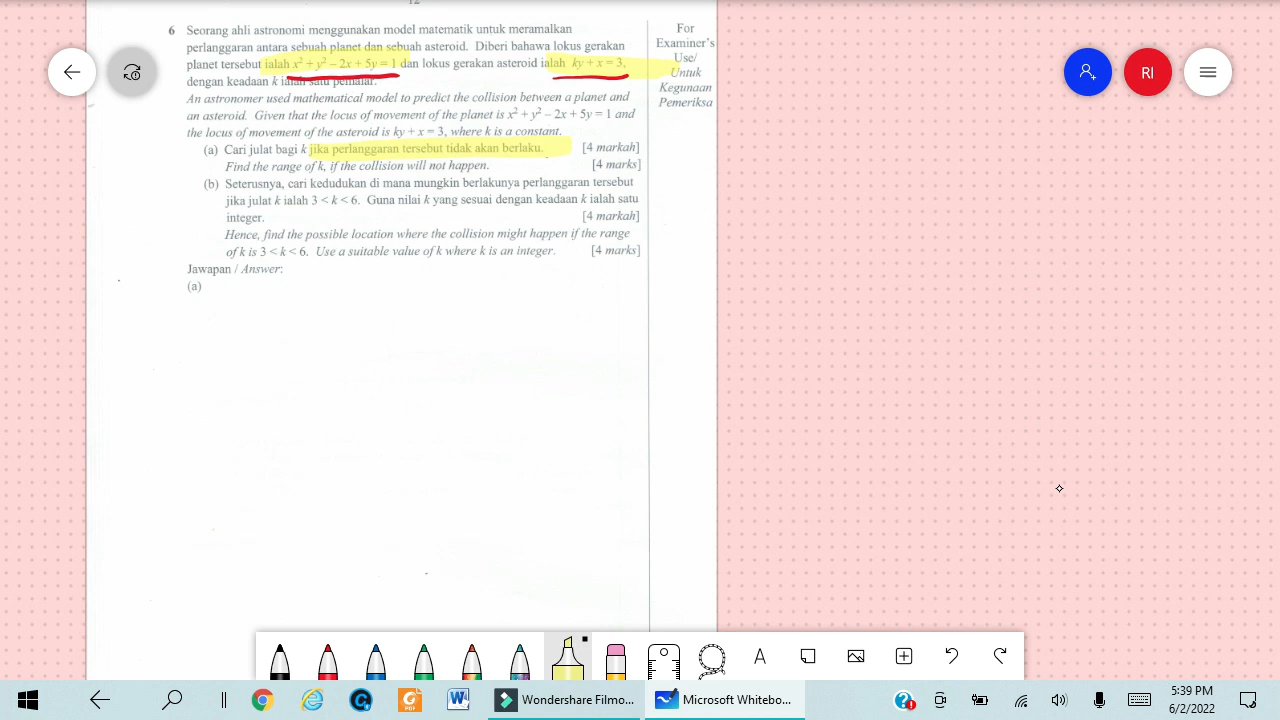 12
6 Seorang ahli astronomi menggunakan model matematik untuk meramalkan
perlanggaran antara sebuah planet dan sebuah asteroid. Diberi bahawa lokus gerakan
planet tersebut ialah x² + y² – 2x + 5y = 1 dan lokus gerakan asteroid ialah ky + x = 3,
dengan keadaan k ialah satu pemalar.
An astronomer used mathematical model to predict the collision between a planet and
an asteroid. Given that the locus of movement of the planet is x² + y² – 2x + 5y = 1 and
the locus of movement of the asteroid is ky + x = 3, where k is a constant.
(a) Cari julat bagi k jika perlanggaran tersebut tidak akan berlaku. [4 markah]
Find the range of k, if the collision will not happen. [4 marks]
(b) Seterusnya, cari kedudukan di mana mungkin berlakunya perlanggaran tersebut
jika julat k ialah 3 < k < 6. Guna nilai k yang sesuai dengan keadaan k ialah satu
integer. [4 markah]
Hence, find the possible location where the collision might happen if the range
of k is 3 < k < 6. Use a suitable value of k where k is an integer. [4 marks]
Jawapan / Answer:
(a)
For
Examiner's
Use/
Untuk
Kegunaan
Pemeriksa
RI
A
Wondershare Filmo...
Microsoft Whitebo...
5:39 PM
6/2/2022